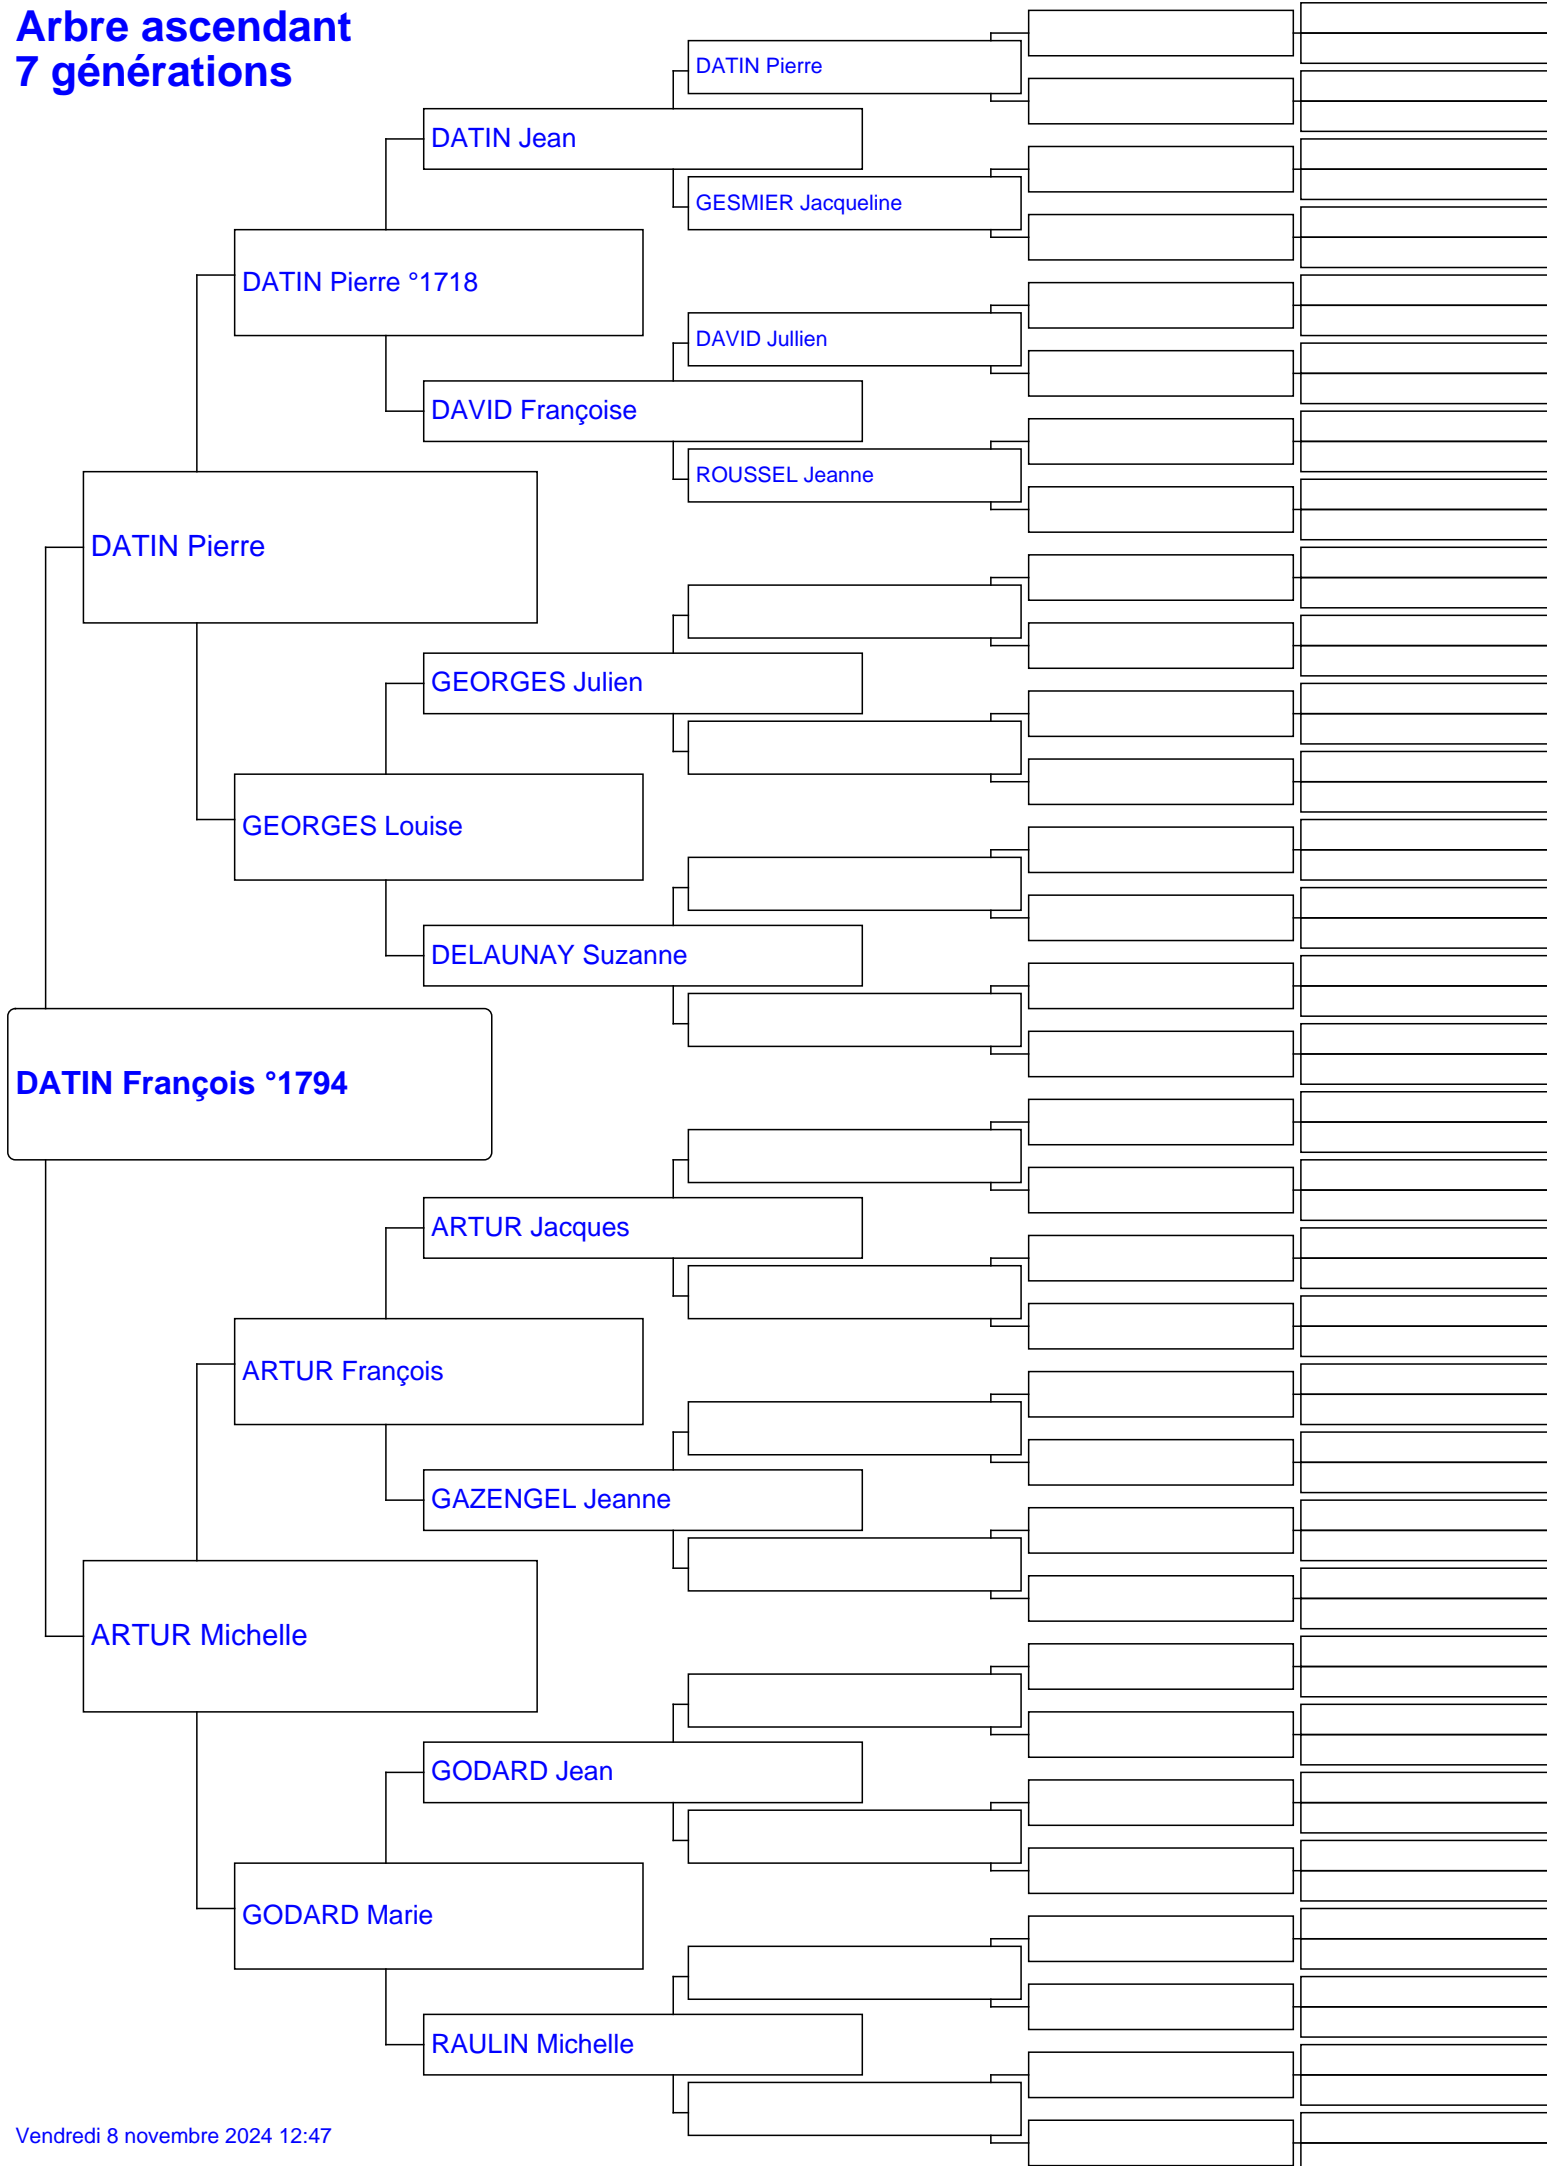 Arbre ascendant
7 générations
DATIN Pierre
DATIN Jean
GESMIER Jacqueline
DATIN Pierre °1718
DAVID Jullien
DAVID Françoise
ROUSSEL Jeanne
DATIN Pierre
GEORGES Julien
GEORGES Louise
DELAUNAY Suzanne
DATIN François °1794
ARTUR Jacques
ARTUR François
GAZENGEL Jeanne
ARTUR Michelle
GODARD Jean
GODARD Marie
RAULIN Michelle
Vendredi 8 novembre 2024 12:47